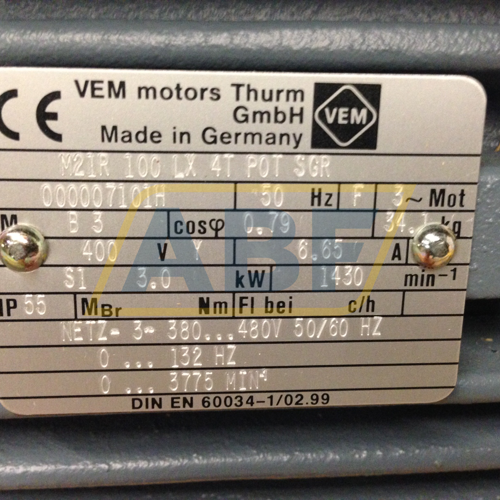 CE
VEM motors Thurm
GmbH
Made in Germany
VEM
M21R 100 LX 4T POT SGR
000007101H 50 Hz F 3~ Mot
M B 3 cosφ 0.79 34.1 kg
400 V Y 6.65 A
S1 3.0 kW 1430 min⁻¹
IP 55 MBr Nm Fl bei c/h
NETZ- 3~ 380...480V 50/60 HZ
0 ... 132 HZ
0 ... 3775 MIN⁻¹
DIN EN 60034-1/02.99
ABF